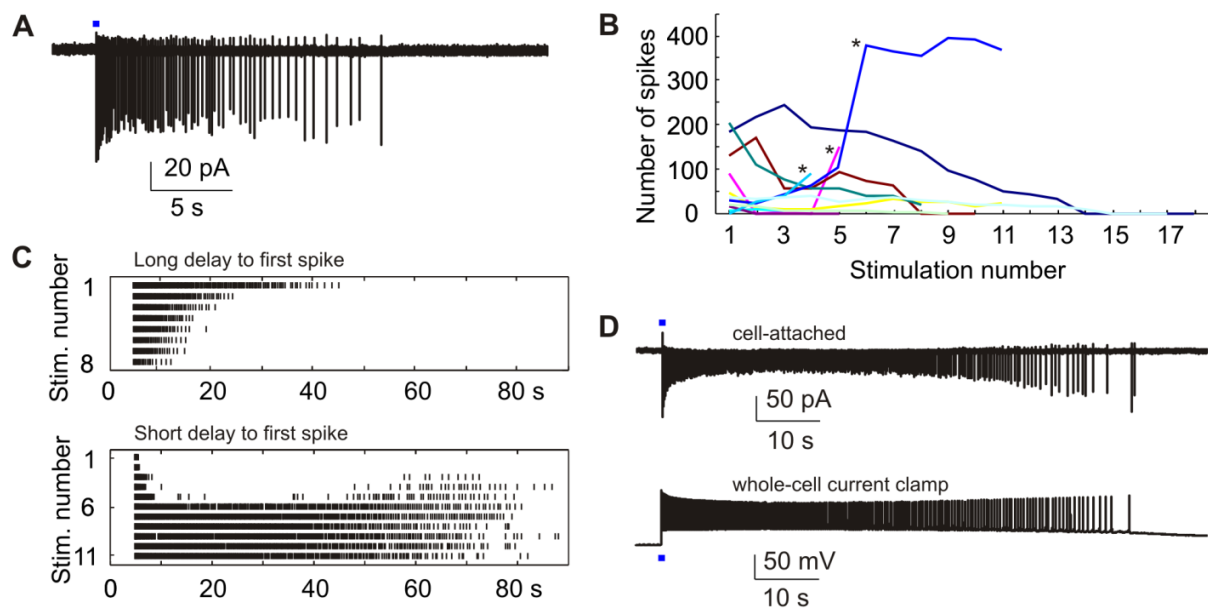 A
20 pA
5 s
B
Number of spikes
400
300
200
100
0
*
*
*
1 3 5 7 9 11 13 15 17
Stimulation number
C
Long delay to first spike
Stim. number
1
8
0 20 40 60 80 s
Short delay to first spike
Stim. number
1
6
11
0 20 40 60 80 s
D
cell-attached
50 pA
10 s
whole-cell current clamp
50 mV
10 s